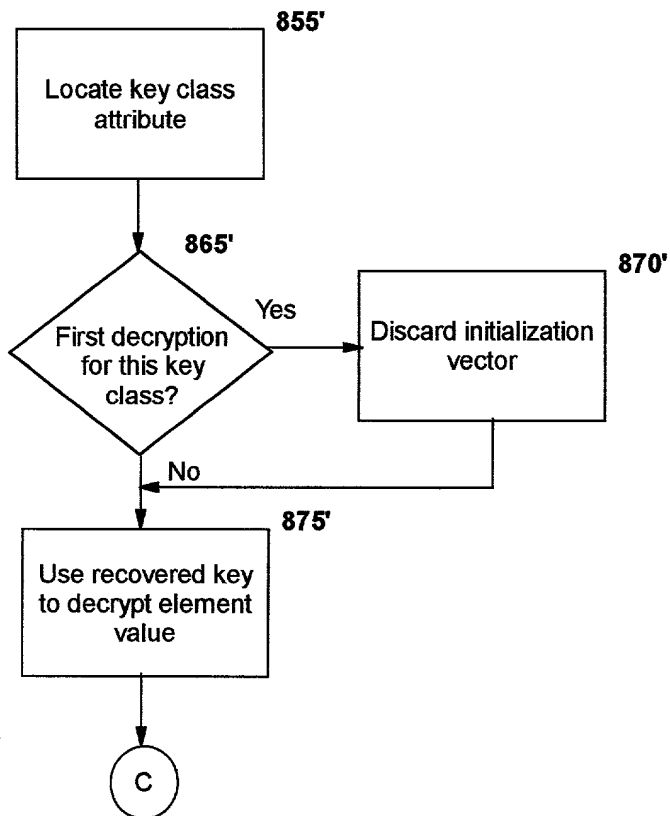 855'
Locate key class
attribute
865'
First decryption
for this key
class?
Yes
870'
Discard initialization
vector
No
875'
Use recovered key
to decrypt element
value
C